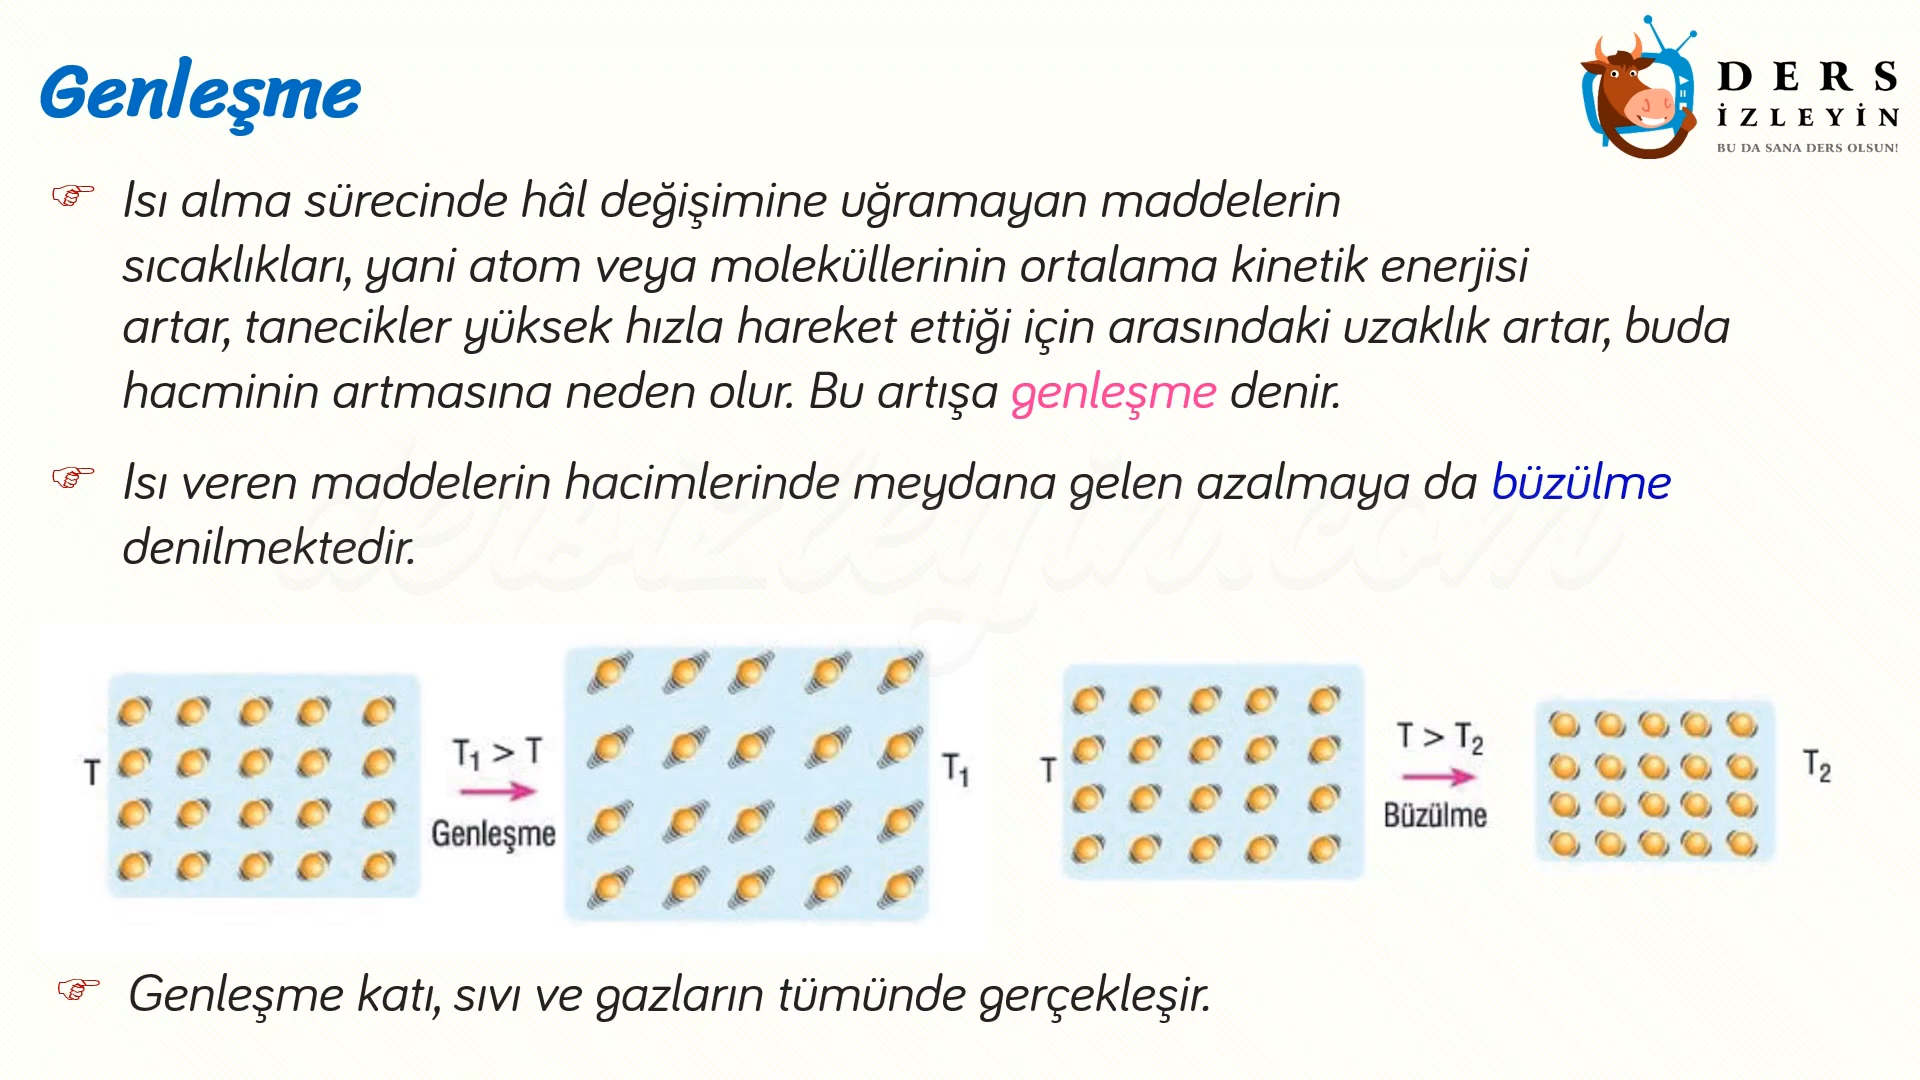 Genleşme
DERS
İZLEYİN
BU DA SANA DERS OLSUN!
Isı alma sürecinde hâl değişimine uğramayan maddelerin
sıcaklıkları, yani atom veya moleküllerinin ortalama kinetik enerjisi
artar, tanecikler yüksek hızla hareket ettiği için arasındaki uzaklık artar, buda
hacminin artmasına neden olur. Bu artışa genleşme denir.
Isı veren maddelerin hacimlerinde meydana gelen azalmaya da büzülme
denilmektedir.
dersizleyin.com
T
T₁ > T
Genleşme
T₁
T
T > T₂
Büzülme
T₂
Genleşme katı, sıvı ve gazların tümünde gerçekleşir.